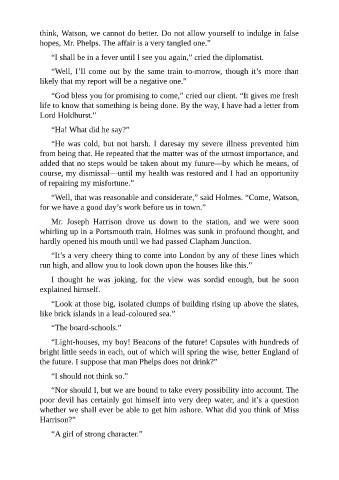 think, Watson, we cannot do better. Do not allow yourself to indulge in false
hopes, Mr. Phelps. The affair is a very tangled one.”
“I shall be in a fever until I see you again,” cried the diplomatist.
“Well, I’ll come out by the same train to-morrow, though it’s more than
likely that my report will be a negative one.”
“God bless you for promising to come,” cried our client. “It gives me fresh
life to know that something is being done. By the way, I have had a letter from
Lord Holdhurst.”
“Ha! What did he say?”
“He was cold, but not harsh. I daresay my severe illness prevented him
from being that. He repeated that the matter was of the utmost importance, and
added that no steps would be taken about my future—by which he means, of
course, my dismissal—until my health was restored and I had an opportunity
of repairing my misfortune.”
“Well, that was reasonable and considerate,” said Holmes. “Come, Watson,
for we have a good day’s work before us in town.”
Mr. Joseph Harrison drove us down to the station, and we were soon
whirling up in a Portsmouth train. Holmes was sunk in profound thought, and
hardly opened his mouth until we had passed Clapham Junction.
“It’s a very cheery thing to come into London by any of these lines which
run high, and allow you to look down upon the houses like this.”
I thought he was joking, for the view was sordid enough, but he soon
explained himself.
“Look at those big, isolated clumps of building rising up above the slates,
like brick islands in a lead-coloured sea.”
“The board-schools.”
“Light-houses, my boy! Beacons of the future! Capsules with hundreds of
bright little seeds in each, out of which will spring the wise, better England of
the future. I suppose that man Phelps does not drink?”
“I should not think so.”
“Nor should I, but we are bound to take every possibility into account. The
poor devil has certainly got himself into very deep water, and it’s a question
whether we shall ever be able to get him ashore. What did you think of Miss
Harrison?”
“A girl of strong character.”